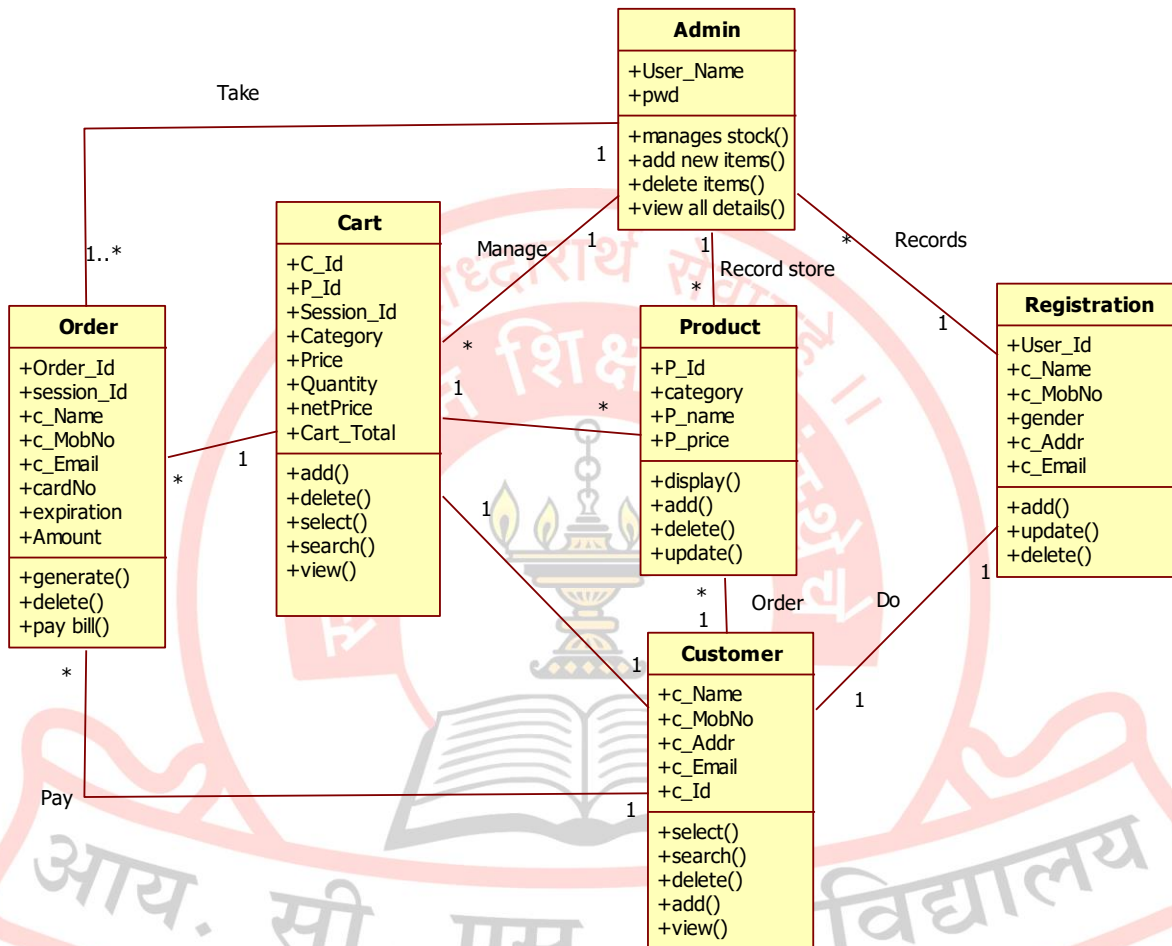 Admin
+User_Name
+pwd
+manages stock()
+add new items()
+delete items()
+view all details()
Take
1
1..*
Cart
+C_Id
+P_Id
+Session_Id
+Category
+Price
+Quantity
+netPrice
+Cart_Total
+add()
+delete()
+select()
+search()
+view()
Manage
1
*
1
Record store
*
*
Records
1
Order
+Order_Id
+session_Id
+c_Name
+c_MobNo
+c_Email
+cardNo
+expiration
+Amount
+generate()
+delete()
+pay bill()
*
1
1
*
Product
+P_Id
+category
+P_name
+P_price
+display()
+add()
+delete()
+update()
Registration
+User_Id
+c_Name
+c_MobNo
+gender
+c_Addr
+c_Email
+add()
+update()
+delete()
1
1
*
Order
1
Do
1
1
Customer
+c_Name
+c_MobNo
+c_Addr
+c_Email
+c_Id
+select()
+search()
+delete()
+add()
+view()
*
Pay
1
आय. सी